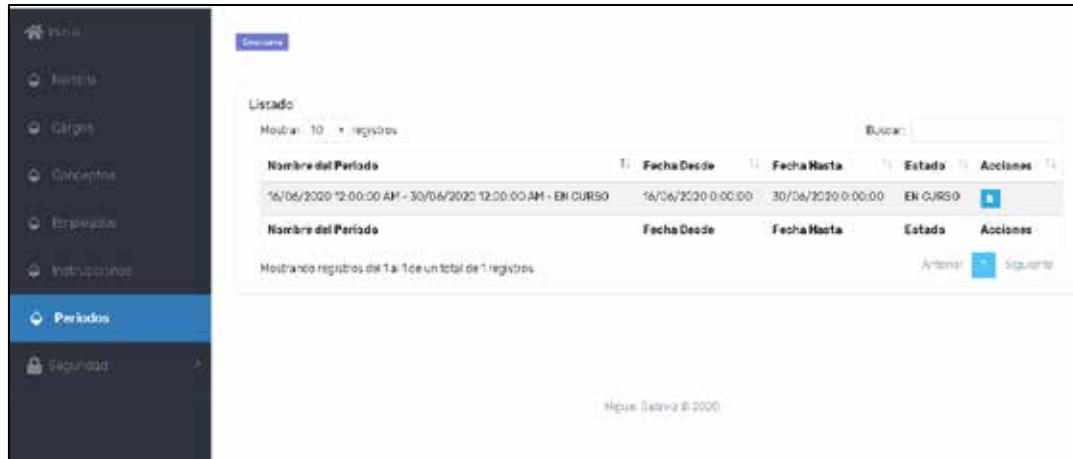 Inicio
Nómina
Cargos
Conceptos
Empleados
Instrucciones
Periodos
Seguridad
Listado
Mostrar 10 registros
Buscar:
Nombre del Periodo Fecha Desde Fecha Hasta Estado Acciones
16/06/2020 12:00:00 AM - 30/06/2020 12:00:00 AM - EN CURSO 16/06/2020 0:00:00 30/06/2020 0:00:00 EN CURSO
Nombre del Periodo Fecha Desde Fecha Hasta Estado Acciones
Mostrando registros del 1 al 1 de un total de 1 registros
Anterior 1 Siguiente
© 2020